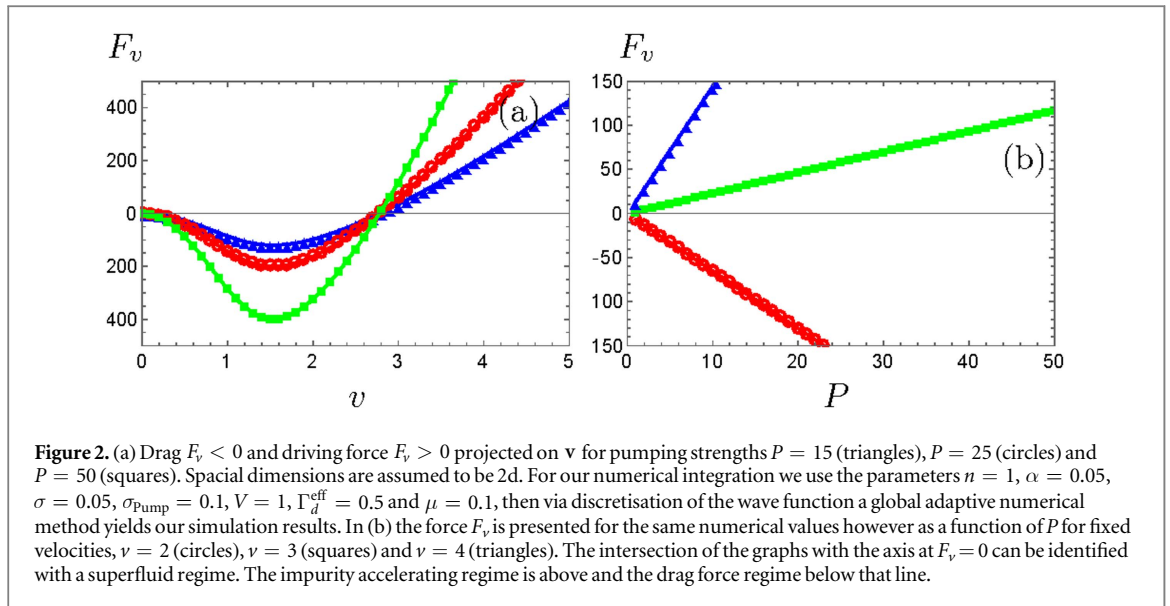 F_v
F_v
400
200
0
200
400
(a)
0
1
2
3
4
5
v
150
100
50
0
-50
100
150
(b)
0
10
20
30
40
50
P
Figure 2. (a) Drag F_v < 0 and driving force F_v > 0 projected on v for pumping strengths P = 15 (triangles), P = 25 (circles) and
P = 50 (squares). Spacial dimensions are assumed to be 2d. For our numerical integration we use the parameters n = 1, α = 0.05,
σ = 0.05, σ_Pump = 0.1, V = 1, Γ_d^eff = 0.5 and μ = 0.1, then via discretisation of the wave function a global adaptive numerical
method yields our simulation results. In (b) the force F_v is presented for the same numerical values however as a function of P for fixed
velocities, v = 2 (circles), v = 3 (squares) and v = 4 (triangles). The intersection of the graphs with the axis at F_v = 0 can be identified
with a superfluid regime. The impurity accelerating regime is above and the drag force regime below that line.